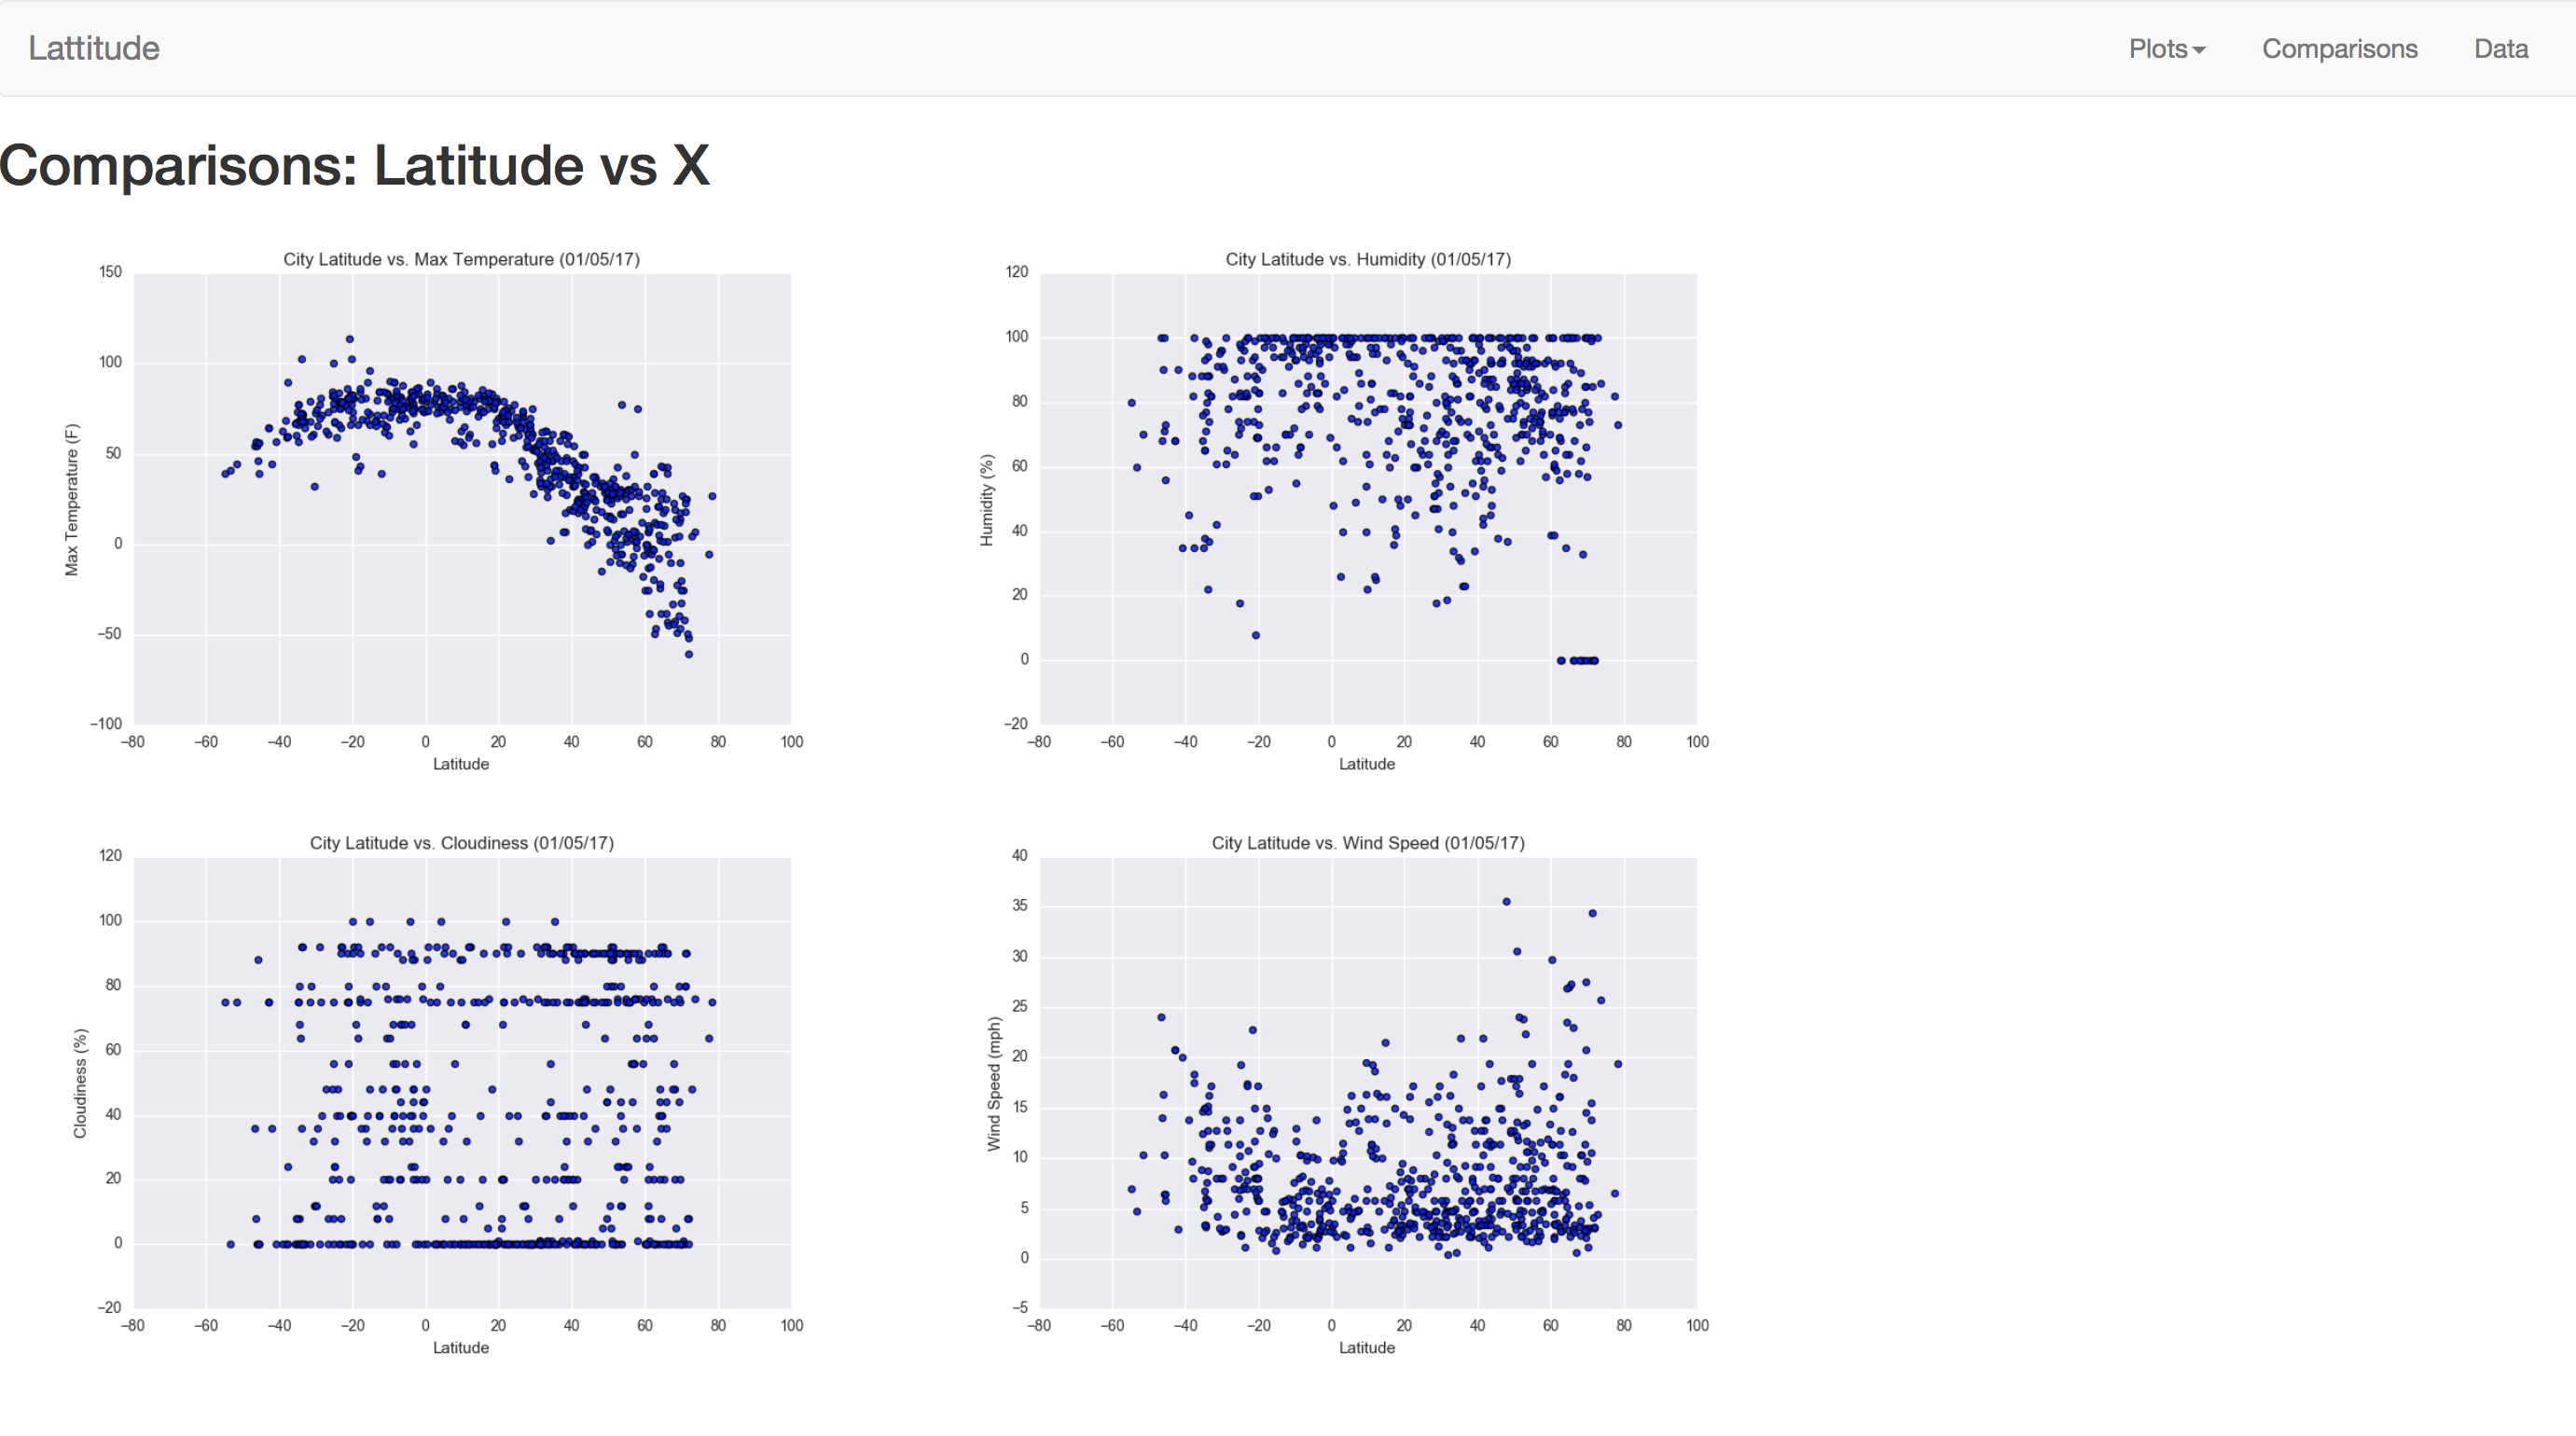 Lattitude
Plots Comparisons Data
Comparisons: Latitude vs X
City Latitude vs. Max Temperature (01/05/17)
150
100
50
0
−50
−100
Max Temperature (F)
−80 −60 −40 −20 0 20 40 60 80 100
Latitude
City Latitude vs. Humidity (01/05/17)
120
100
80
60
40
20
0
−20
Humidity (%)
−80 −60 −40 −20 0 20 40 60 80 100
Latitude
City Latitude vs. Cloudiness (01/05/17)
120
100
80
60
40
20
0
−20
Cloudiness (%)
−80 −60 −40 −20 0 20 40 60 80 100
Latitude
City Latitude vs. Wind Speed (01/05/17)
40
35
30
25
20
15
10
5
0
−5
Wind Speed (mph)
−80 −60 −40 −20 0 20 40 60 80 100
Latitude